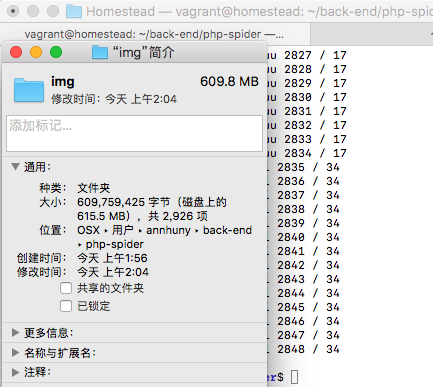 Homestead — vagrant@homestead: ~/back-end/php-spider
vagrant@homestead: ~/back-end/php-spider —...
“img”简介
img 609.8 MB
修改时间：今天 上午2:04
添加标记...
通用：
种类：文件夹
大小：609,759,425 字节（磁盘上的
615.5 MB），共 2,926 项
位置：OSX ▸ 用户 ▸ annhuny ▸ back-end
▸ php-spider
创建时间：今天 上午1:56
修改时间：今天 上午2:04
共享的文件夹
已锁定
更多信息：
名称与扩展名：
注释：
uu 2827 / 17
uu 2828 / 17
uu 2829 / 17
uu 2830 / 17
uu 2831 / 17
uu 2832 / 17
uu 2833 / 17
uu 2834 / 17
2835 / 34
2836 / 34
2837 / 34
2838 / 34
2839 / 34
2840 / 34
2841 / 34
2842 / 34
2843 / 34
2844 / 34
2845 / 34
2846 / 34
2847 / 34
2848 / 34
er$